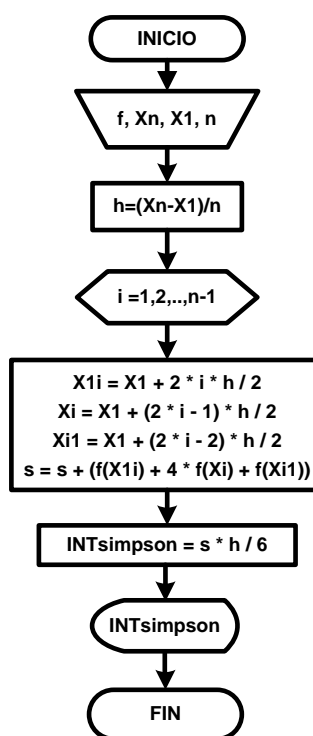 INICIO
f, Xn, X1, n
h=(Xn-X1)/n
i =1,2,..,n-1
X1i = X1 + 2 * i * h / 2
Xi = X1 + (2 * i - 1) * h / 2
Xi1 = X1 + (2 * i - 2) * h / 2
s = s + (f(X1i) + 4 * f(Xi) + f(Xi1))
INTsimpson = s * h / 6
INTsimpson
FIN